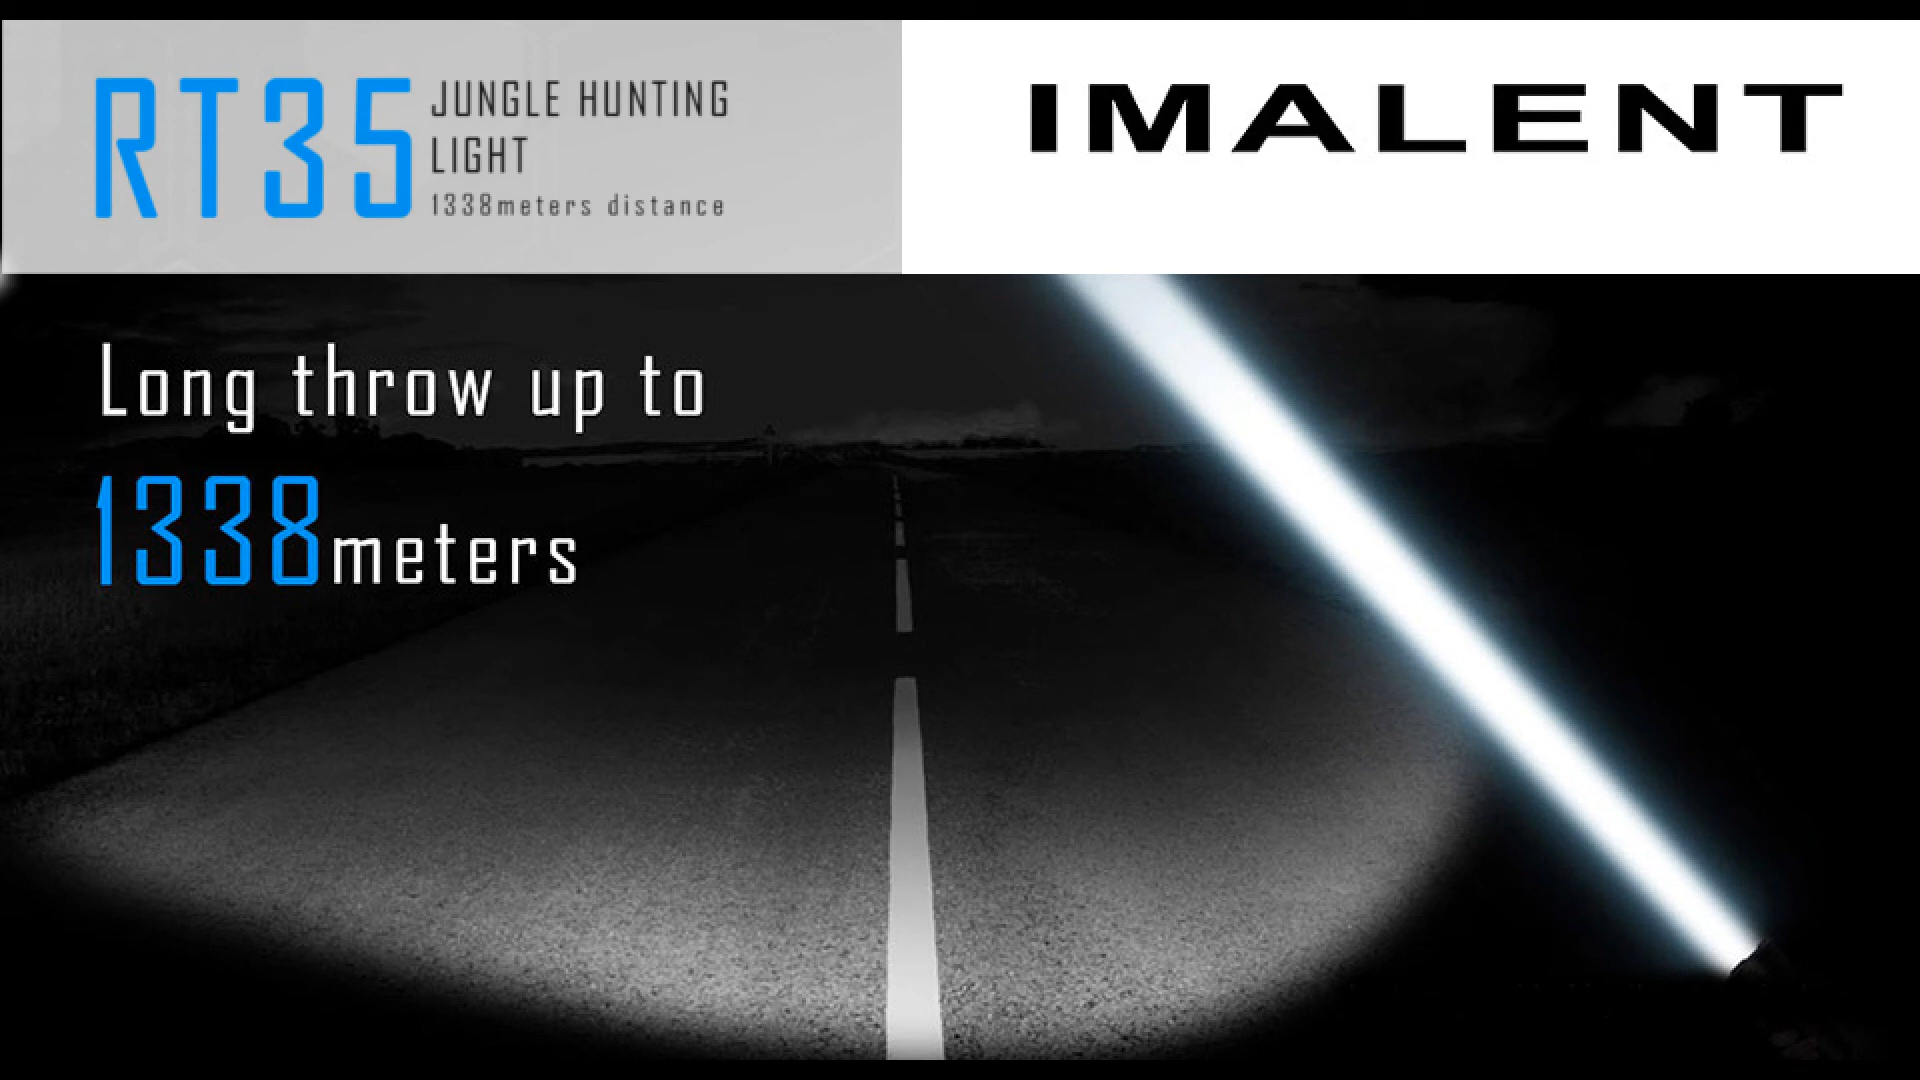 RT35
JUNGLE HUNTING
LIGHT
1338meters distance
IMALENT
Long throw up to
1338meters